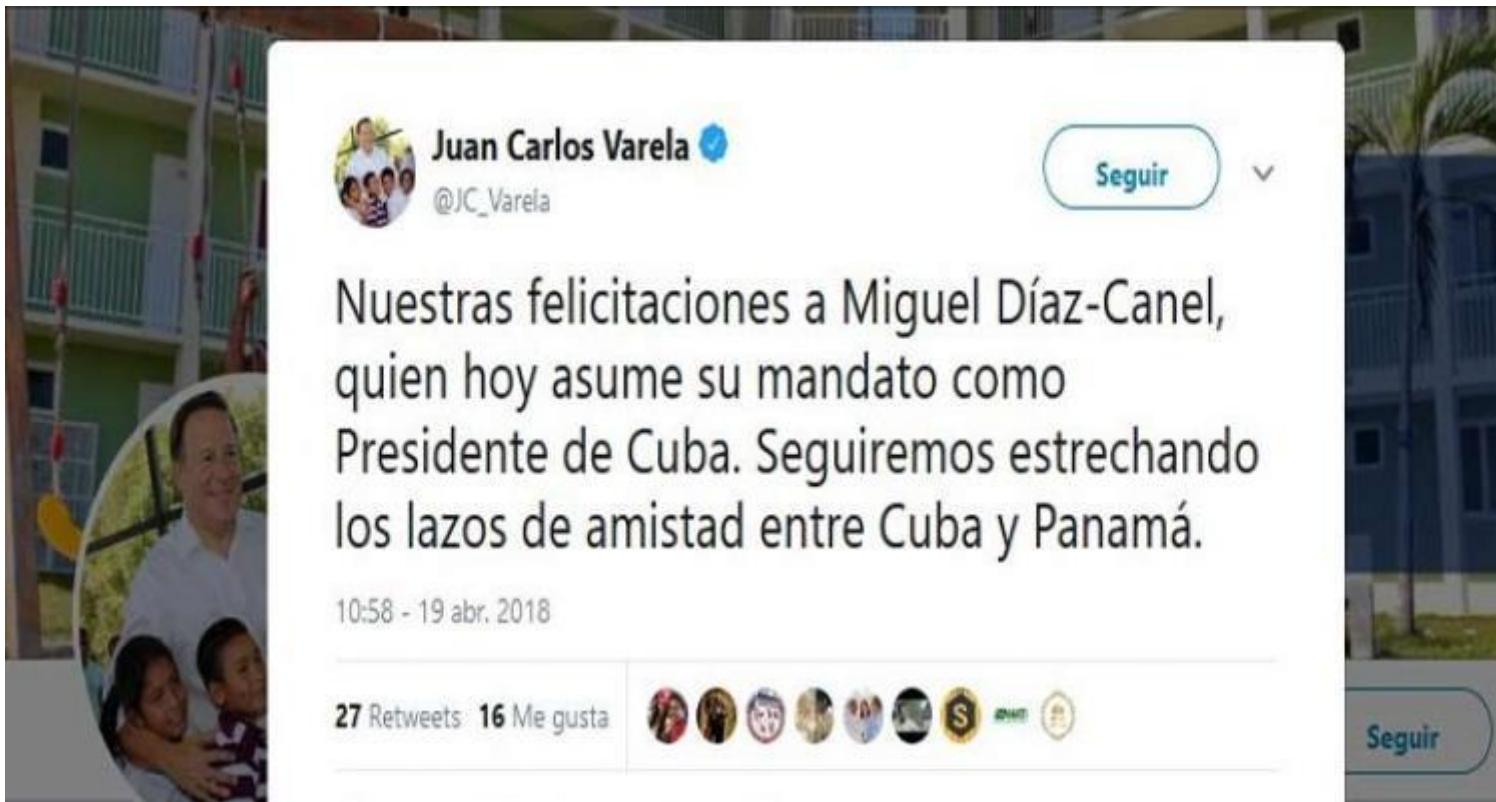 Juan Carlos Varela
Seguir
@JC_Varela
Nuestras felicitaciones a Miguel Díaz-Canel,
quien hoy asume su mandato como
Presidente de Cuba. Seguiremos estrechando
los lazos de amistad entre Cuba y Panamá.
10:58 - 19 abr. 2018
27 Retweets 16 Me gusta
S
Seguir